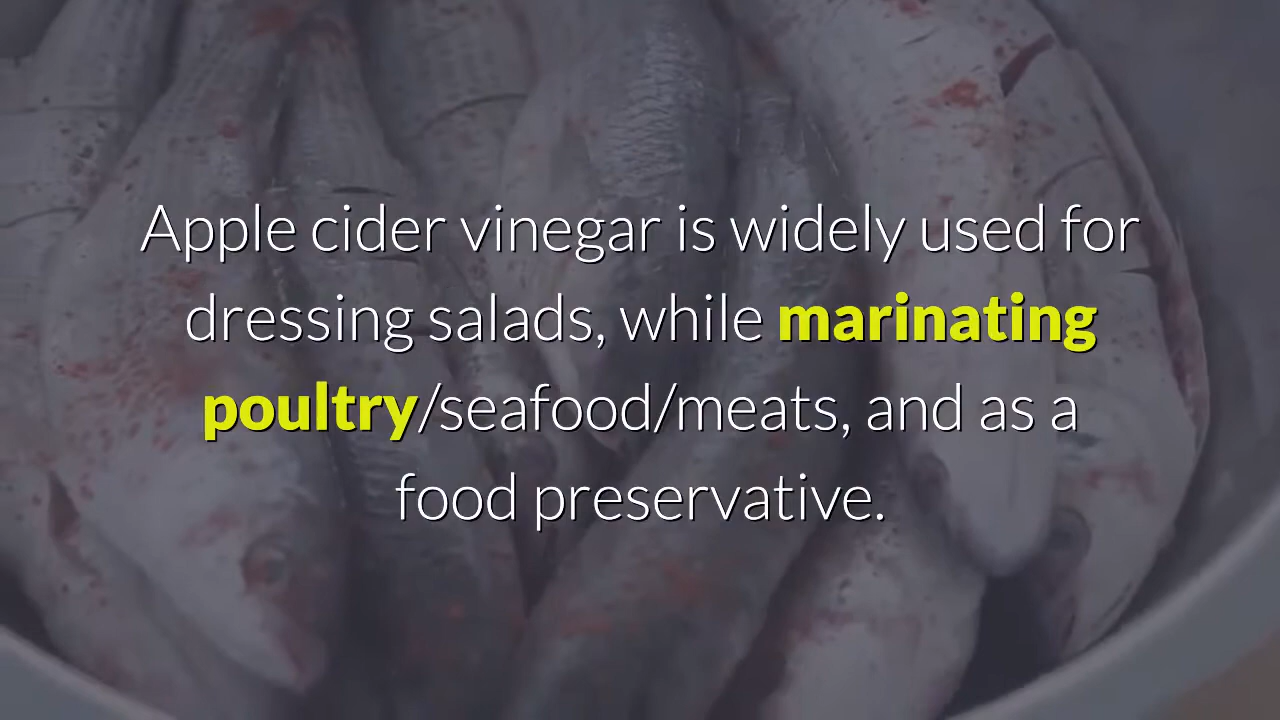 Apple cider vinegar is widely used for
dressing salads, while marinating
poultry/seafood/meats, and as a
food preservative.